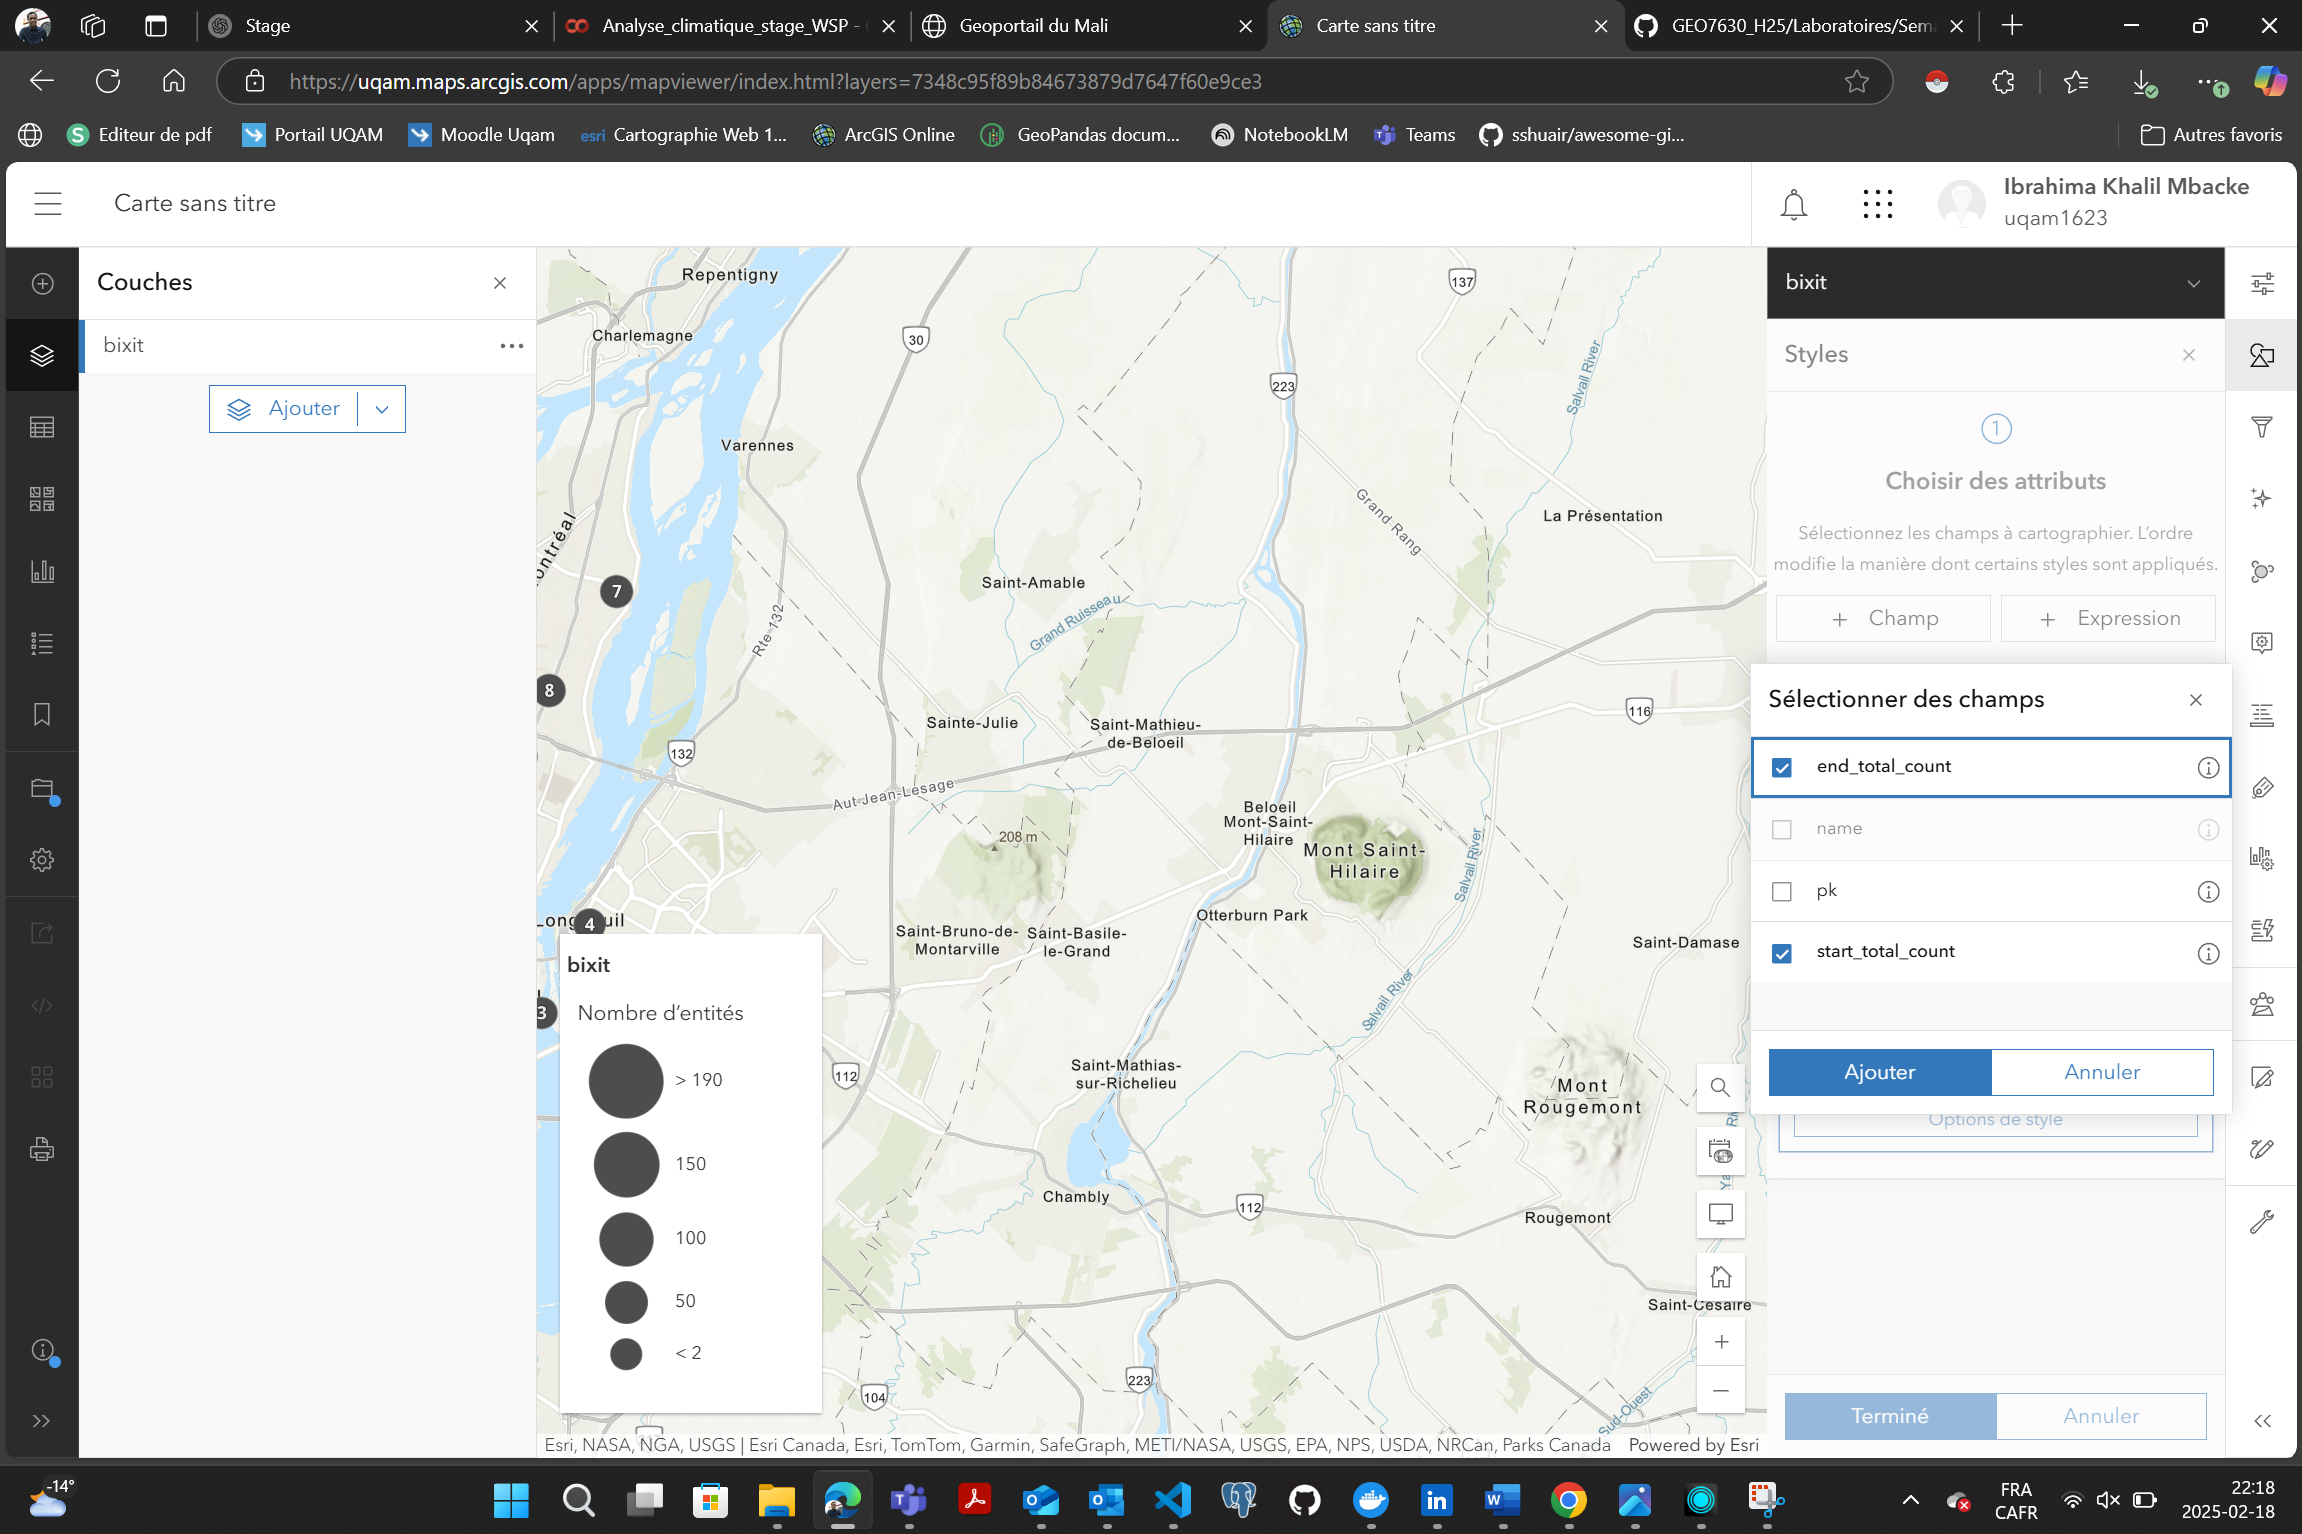 Stage
Analyse_climatique_stage_WSP -
Geoportail du Mali
Carte sans titre
GEO7630_H25/Laboratoires/Sem
https://uqam.maps.arcgis.com/apps/mapviewer/index.html?layers=7348c95f89b84673879d7647f60e9ce3
Editeur de pdf
Portail UQAM
Moodle Uqam
esri Cartographie Web 1...
ArcGIS Online
GeoPandas docum...
NotebookLM
Teams
sshuair/awesome-gi...
Autres favoris
Carte sans titre
Ibrahima Khalil Mbacke
uqam1623
Couches
bixit
Ajouter
Repentigny
Charlemagne
Varennes
ontréal
30
137
223
Salvail River
Grand Rang
La Présentation
Saint-Amable
Grand Ruisseau
Rte-132
7
8
Sainte-Julie
Saint-Mathieu-
de-Beloeil
116
132
Aut Jean-Lesage
208 m
Beloeil
Mont-Saint-
Hilaire
Mont Saint-
Hilaire
Salvail River
Otterburn Park
4
Saint-Bruno-de-
Montarville
Saint-Basile-
le-Grand
Saint-Damase
Salvail River
3
112
Saint-Mathias-
sur-Richelieu
Mont
Rougemont
Chambly
112
Rougemont
Saint-Césaire
223
104
Sud-Ouest
bixit
Nombre d’entités
> 190
150
100
50
< 2
Esri, NASA, NGA, USGS | Esri Canada, Esri, TomTom, Garmin, SafeGraph, METI/NASA, USGS, EPA, NPS, USDA, NRCan, Parks Canada
Powered by Esri
bixit
Styles
1
Choisir des attributs
Sélectionnez les champs à cartographier. L’ordre
modifie la manière dont certains styles sont appliqués.
+ Champ
+ Expression
Sélectionner des champs
end_total_count
name
pk
start_total_count
Ajouter
Annuler
Options de style
Terminé
Annuler
-14°
FRA
CAFR
22:18
2025-02-18